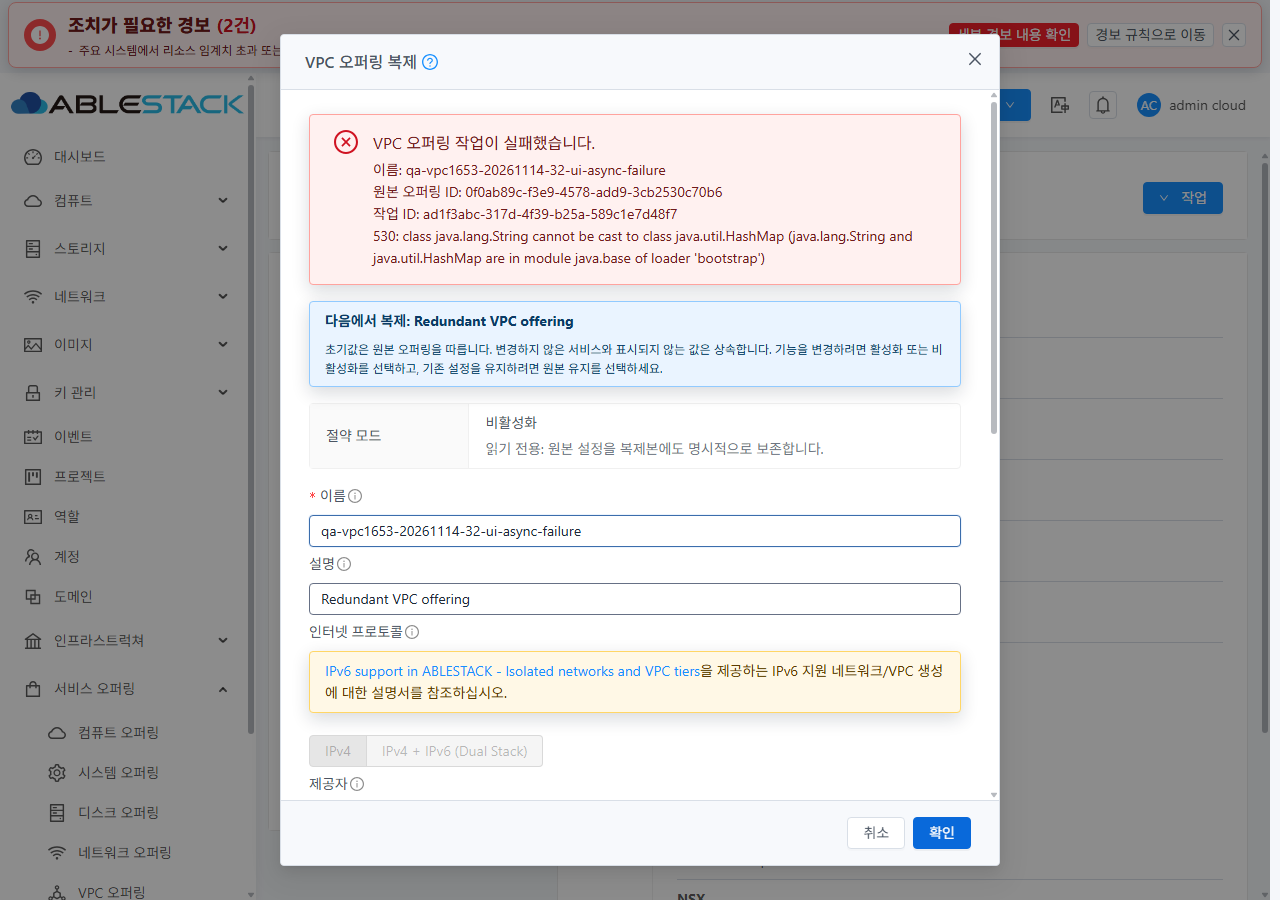 조치가 필요한 경보 (2건)
- 주요 시스템에서 리소스 임계치 초과 또는
경보 내용 확인
경보 규칙으로 이동
ABLESTACK
AC
admin cloud
대시보드
컴퓨트
스토리지
네트워크
이미지
키 관리
이벤트
프로젝트
역할
계정
도메인
인프라스트럭쳐
서비스 오퍼링
컴퓨트 오퍼링
시스템 오퍼링
디스크 오퍼링
네트워크 오퍼링
VPC 오퍼링
작업
VPC 오퍼링 복제
VPC 오퍼링 작업이 실패했습니다.
이름: qa-vpc1653-20261114-32-ui-async-failure
원본 오퍼링 ID: 0f0ab89c-f3e9-4578-add9-3cb2530c70b6
작업 ID: ad1f3abc-317d-4f39-b25a-589c1e7d48f7
530: class java.lang.String cannot be cast to class java.util.HashMap (java.lang.String and
java.util.HashMap are in module java.base of loader 'bootstrap')
다음에서 복제: Redundant VPC offering
초기값은 원본 오퍼링을 따릅니다. 변경하지 않은 서비스와 표시되지 않는 값은 상속합니다. 기능을 변경하려면 활성화 또는 비
활성화를 선택하고, 기존 설정을 유지하려면 원본 유지를 선택하세요.
절약 모드
비활성화
읽기 전용: 원본 설정을 복제본에도 명시적으로 보존합니다.
* 이름
qa-vpc1653-20261114-32-ui-async-failure
설명
Redundant VPC offering
인터넷 프로토콜
IPv6 support in ABLESTACK - Isolated networks and VPC tiers을 제공하는 IPv6 지원 네트워크/VPC 생성
에 대한 설명서를 참조하십시오.
IPv4
IPv4 + IPv6 (Dual Stack)
제공자
취소
확인
NSX